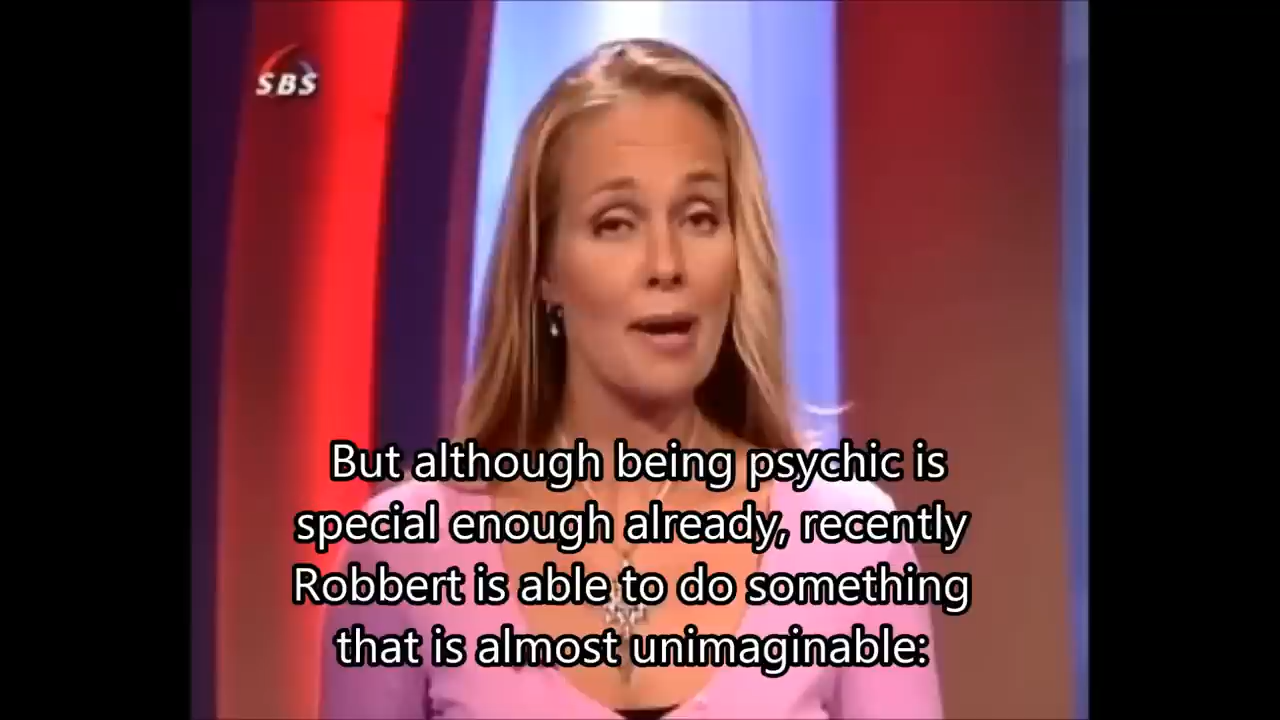 SBS
But although being psychic is
special enough already, recently
Robbert is able to do something
that is almost unimaginable: